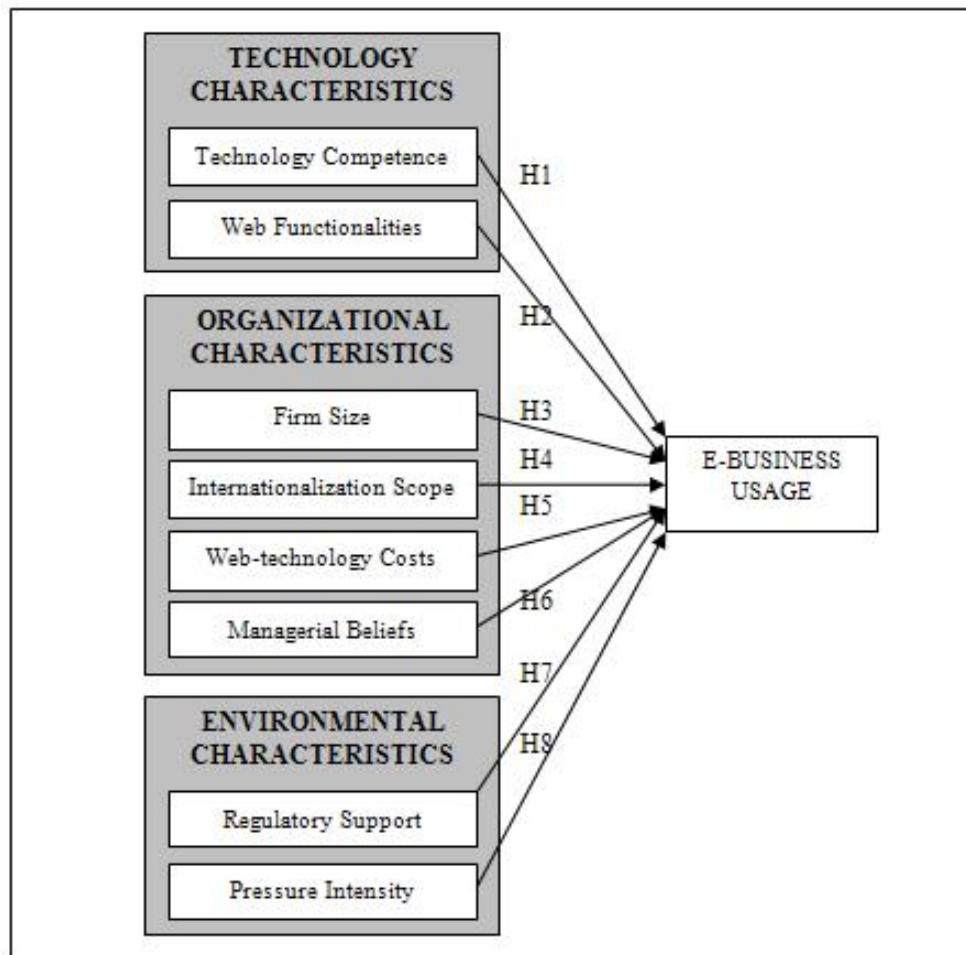 TECHNOLOGY
CHARACTERISTICS
Technology Competence
Web Functionalities
H1
H2
ORGANIZATIONAL
CHARACTERISTICS
Firm Size
Internationalization Scope
Web-technology Costs
Managerial Beliefs
H3
H4
H5
H6
ENVIRONMENTAL
CHARACTERISTICS
Regulatory Support
Pressure Intensity
H7
H8
E-BUSINESS
USAGE